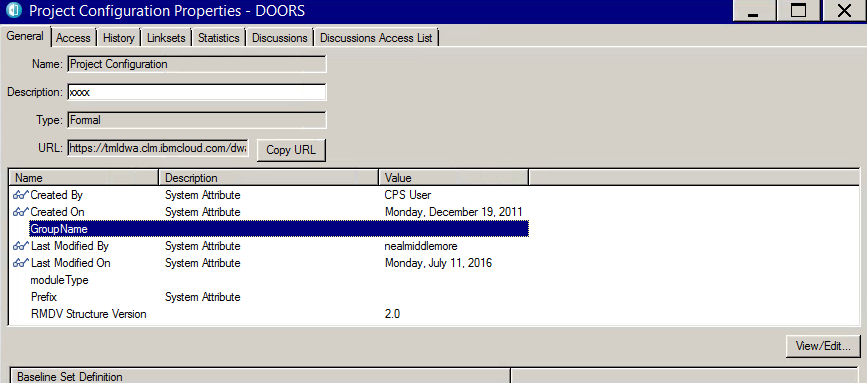 Project Configuration Properties - DOORS
General Access History Linksets Statistics Discussions Discussions Access List
Name: Project Configuration
Description: xxxx
Type: Formal
URL: https://tmldwa.clm.ibmcloud.com/dwa Copy URL
Name Description Value
Created By System Attribute CPS User
Created On System Attribute Monday, December 19, 2011
GroupName
Last Modified By System Attribute nealmiddlemore
Last Modified On System Attribute Monday, July 11, 2016
moduleType
Prefix System Attribute
RMDV Structure Version 2.0
View/Edit...
Baseline Set Definition